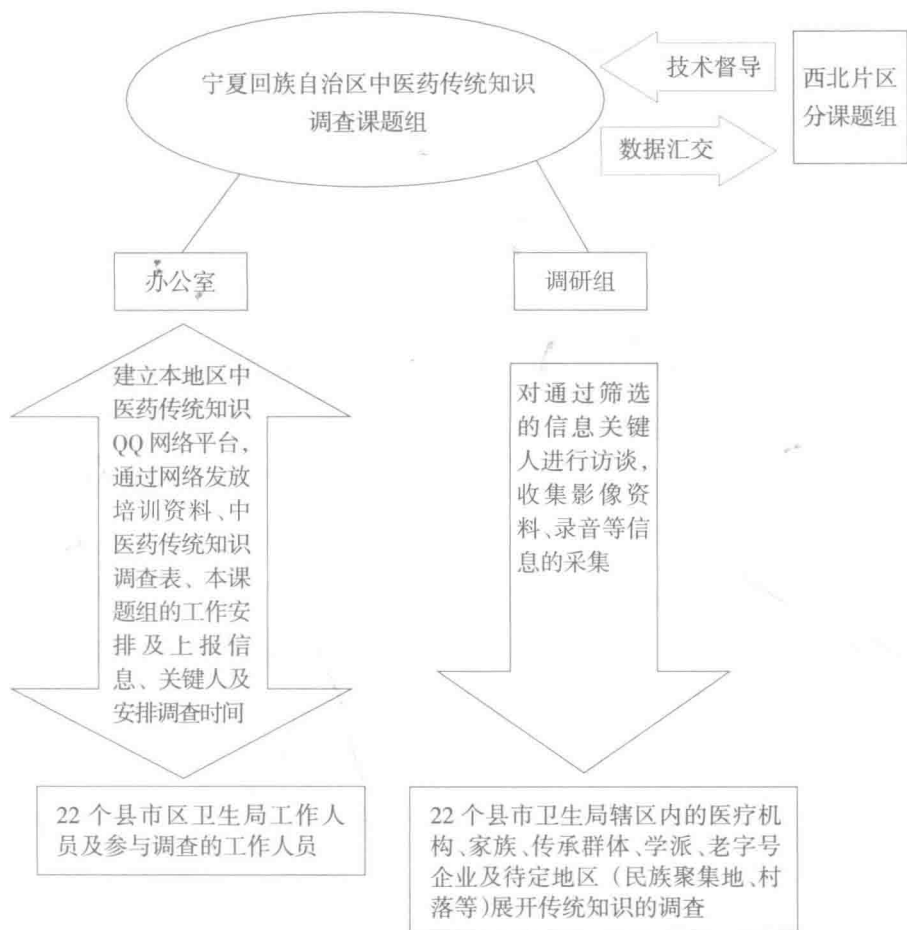 宁夏回族自治区中医药传统知识
调查课题组
技术督导
数据汇交
西北片区
分课题组
办公室
调研组
建立本地区中
医药传统知识
QQ 网络平台,
通过网络发放
培训资料、中
医药传统知识
调查表、本课
题组的工作安
排及上报信
息、关键人及
安排调查时间
对通过筛选
的信息关键
人进行访谈,
收集影像资
料、录音等信
息的采集
22 个县市区卫生局工作人
员及参与调查的工作人员
22 个县市卫生局辖区内的医疗机
构、家族、传承群体、学派、老字号
企业及待定地区（民族聚集地、村
落等)展开传统知识的调查